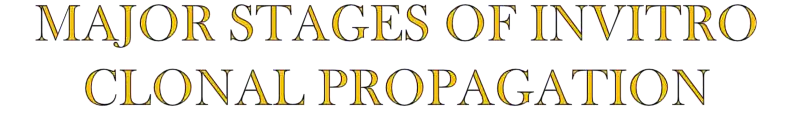 MAJOR STAGES OF INVITRO
CLONAL PROPAGATION